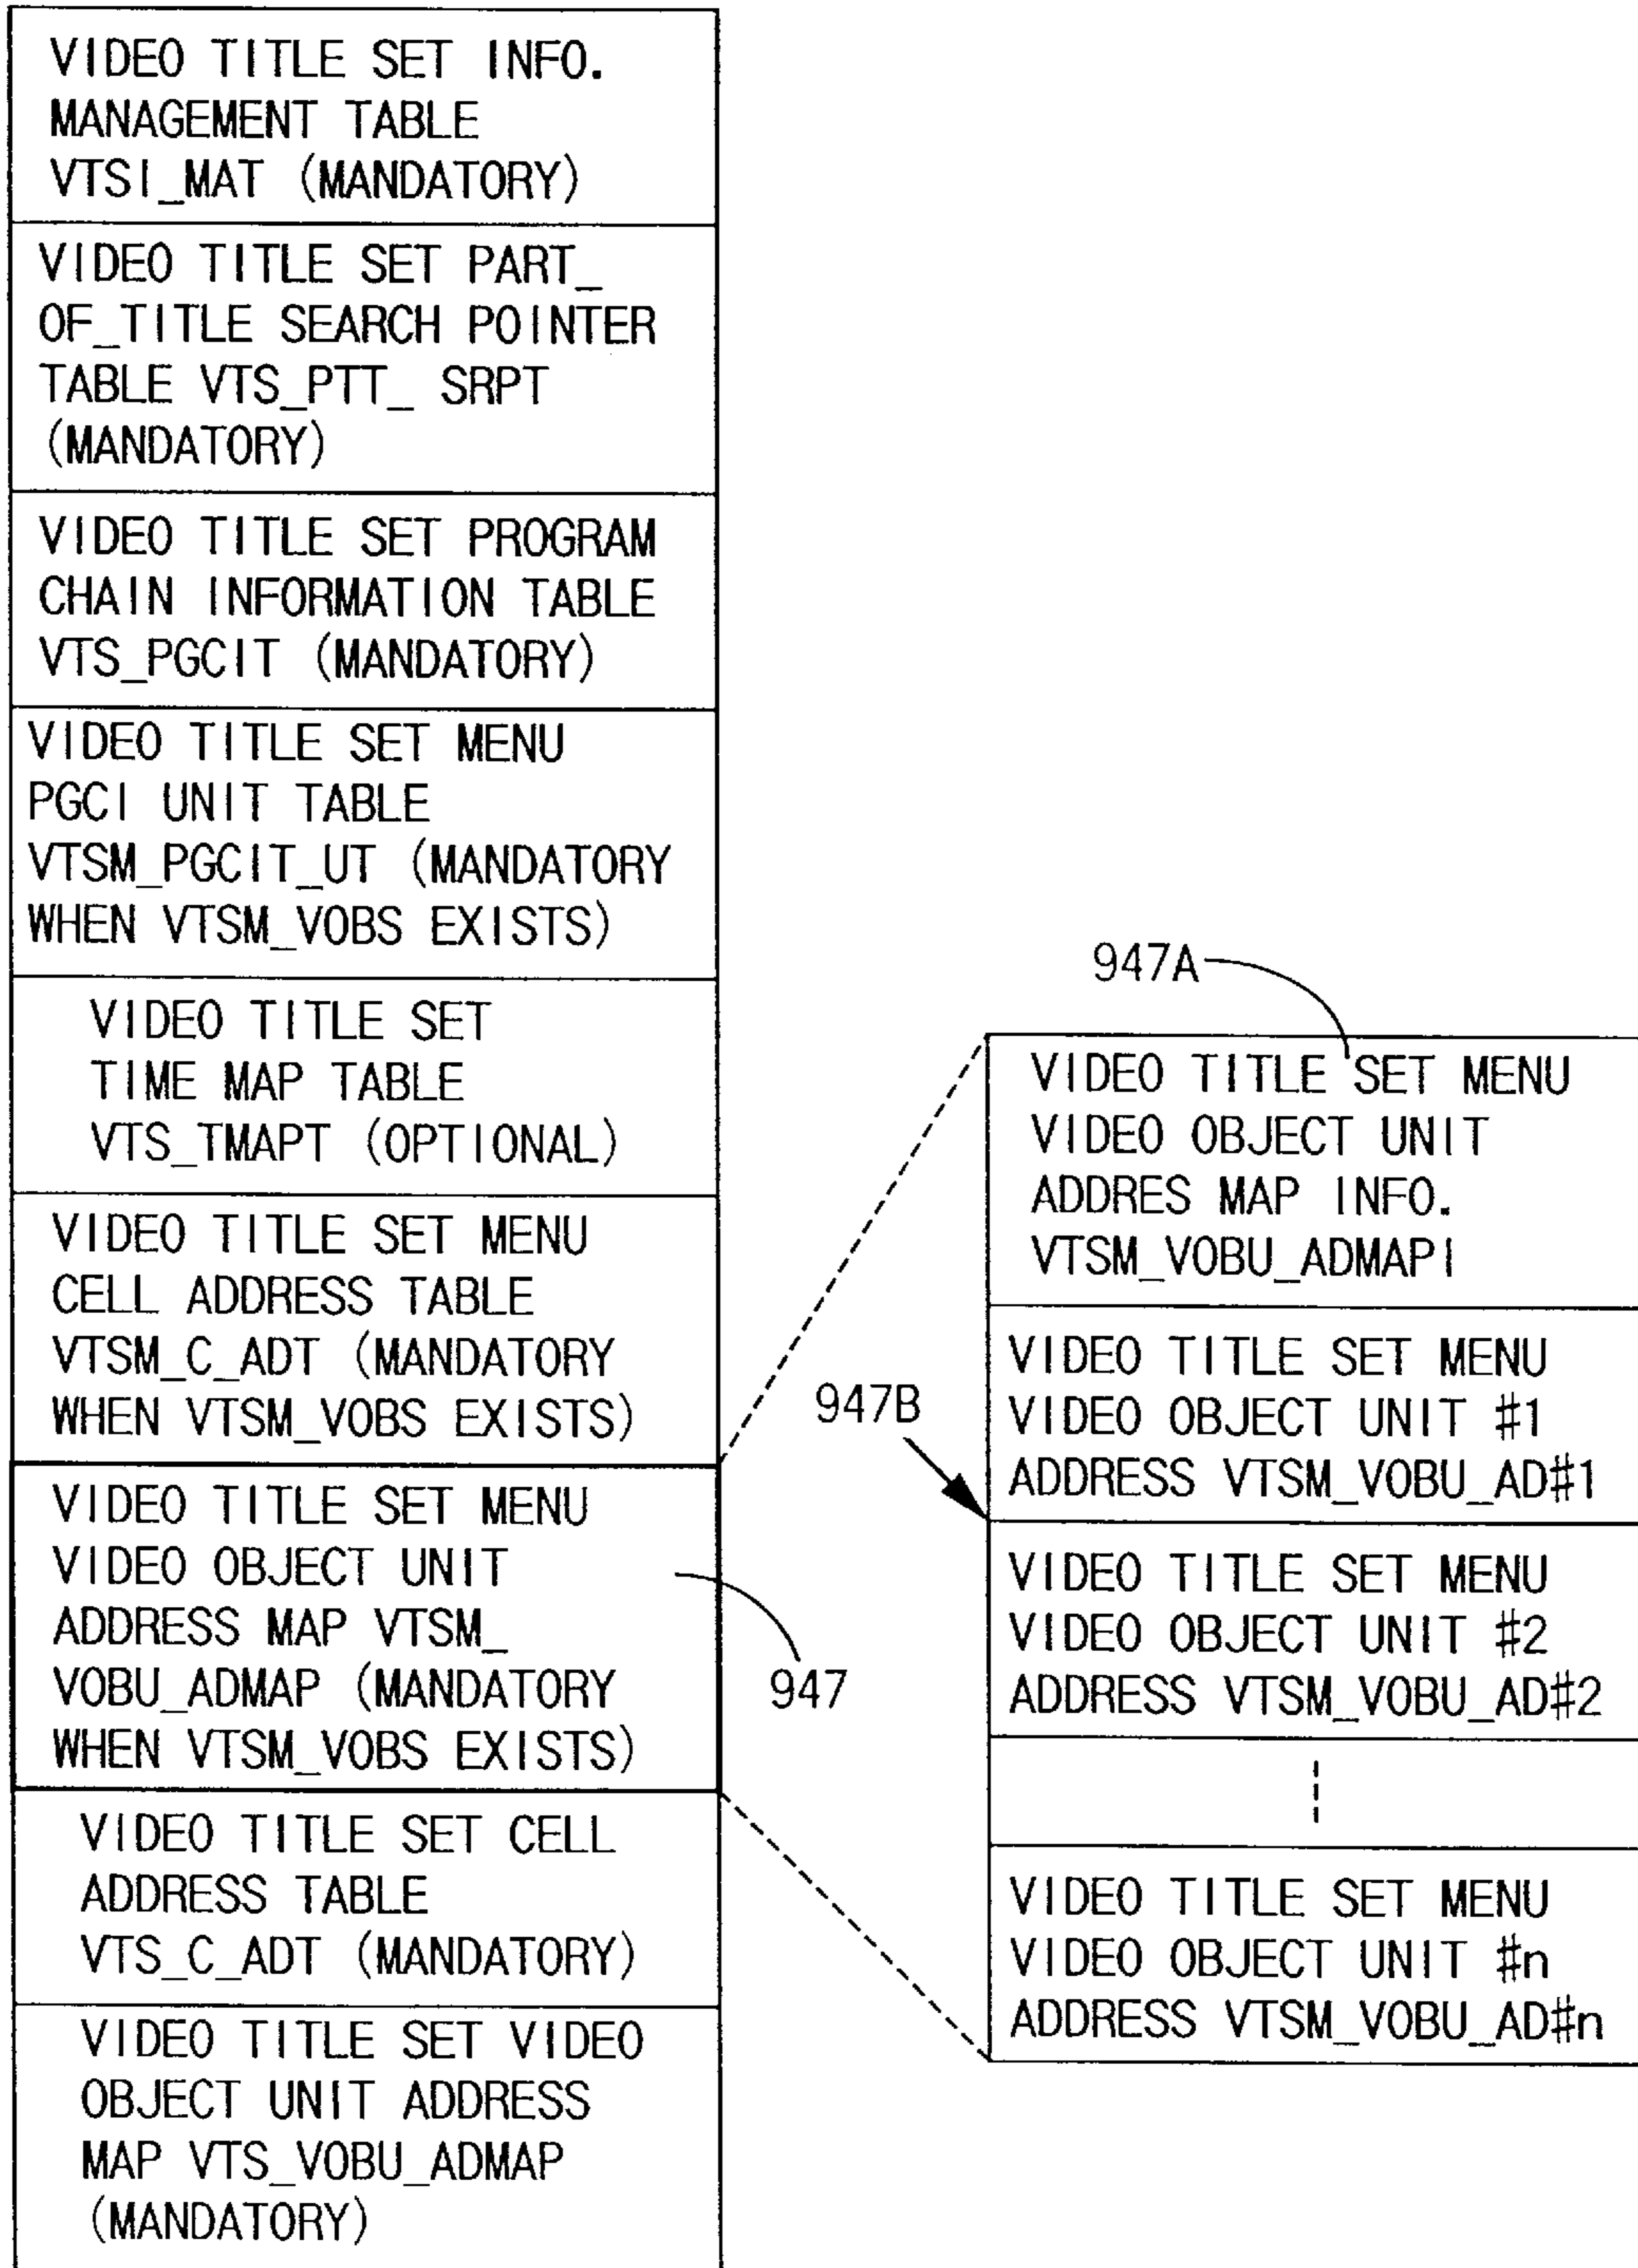 VIDEO TITLE SET INFO.
MANAGEMENT TABLE
VTSI_MAT (MANDATORY)
VIDEO TITLE SET PART_
OF_TITLE SEARCH POINTER
TABLE VTS_PTT_ SRPT
(MANDATORY)
VIDEO TITLE SET PROGRAM
CHAIN INFORMATION TABLE
VTS_PGCIT (MANDATORY)
VIDEO TITLE SET MENU
PGCI UNIT TABLE
VTSM_PGCIT_UT (MANDATORY
WHEN VTSM_VOBS EXISTS)
VIDEO TITLE SET
TIME MAP TABLE
VTS_TMAPT (OPTIONAL)
VIDEO TITLE SET MENU
CELL ADDRESS TABLE
VTSM_C_ADT (MANDATORY
WHEN VTSM_VOBS EXISTS)
VIDEO TITLE SET MENU
VIDEO OBJECT UNIT
ADDRESS MAP VTSM_
VOBU_ADMAP (MANDATORY
WHEN VTSM_VOBS EXISTS)
VIDEO TITLE SET CELL
ADDRESS TABLE
VTS_C_ADT (MANDATORY)
VIDEO TITLE SET VIDEO
OBJECT UNIT ADDRESS
MAP VTS_VOBU_ADMAP
(MANDATORY)
947
947A
VIDEO TITLE SET MENU
VIDEO OBJECT UNIT
ADDRES MAP INFO.
VTSM_VOBU_ADMAPI
947B
VIDEO TITLE SET MENU
VIDEO OBJECT UNIT #1
ADDRESS VTSM_VOBU_AD#1
VIDEO TITLE SET MENU
VIDEO OBJECT UNIT #2
ADDRESS VTSM_VOBU_AD#2
VIDEO TITLE SET MENU
VIDEO OBJECT UNIT #n
ADDRESS VTSM_VOBU_AD#n